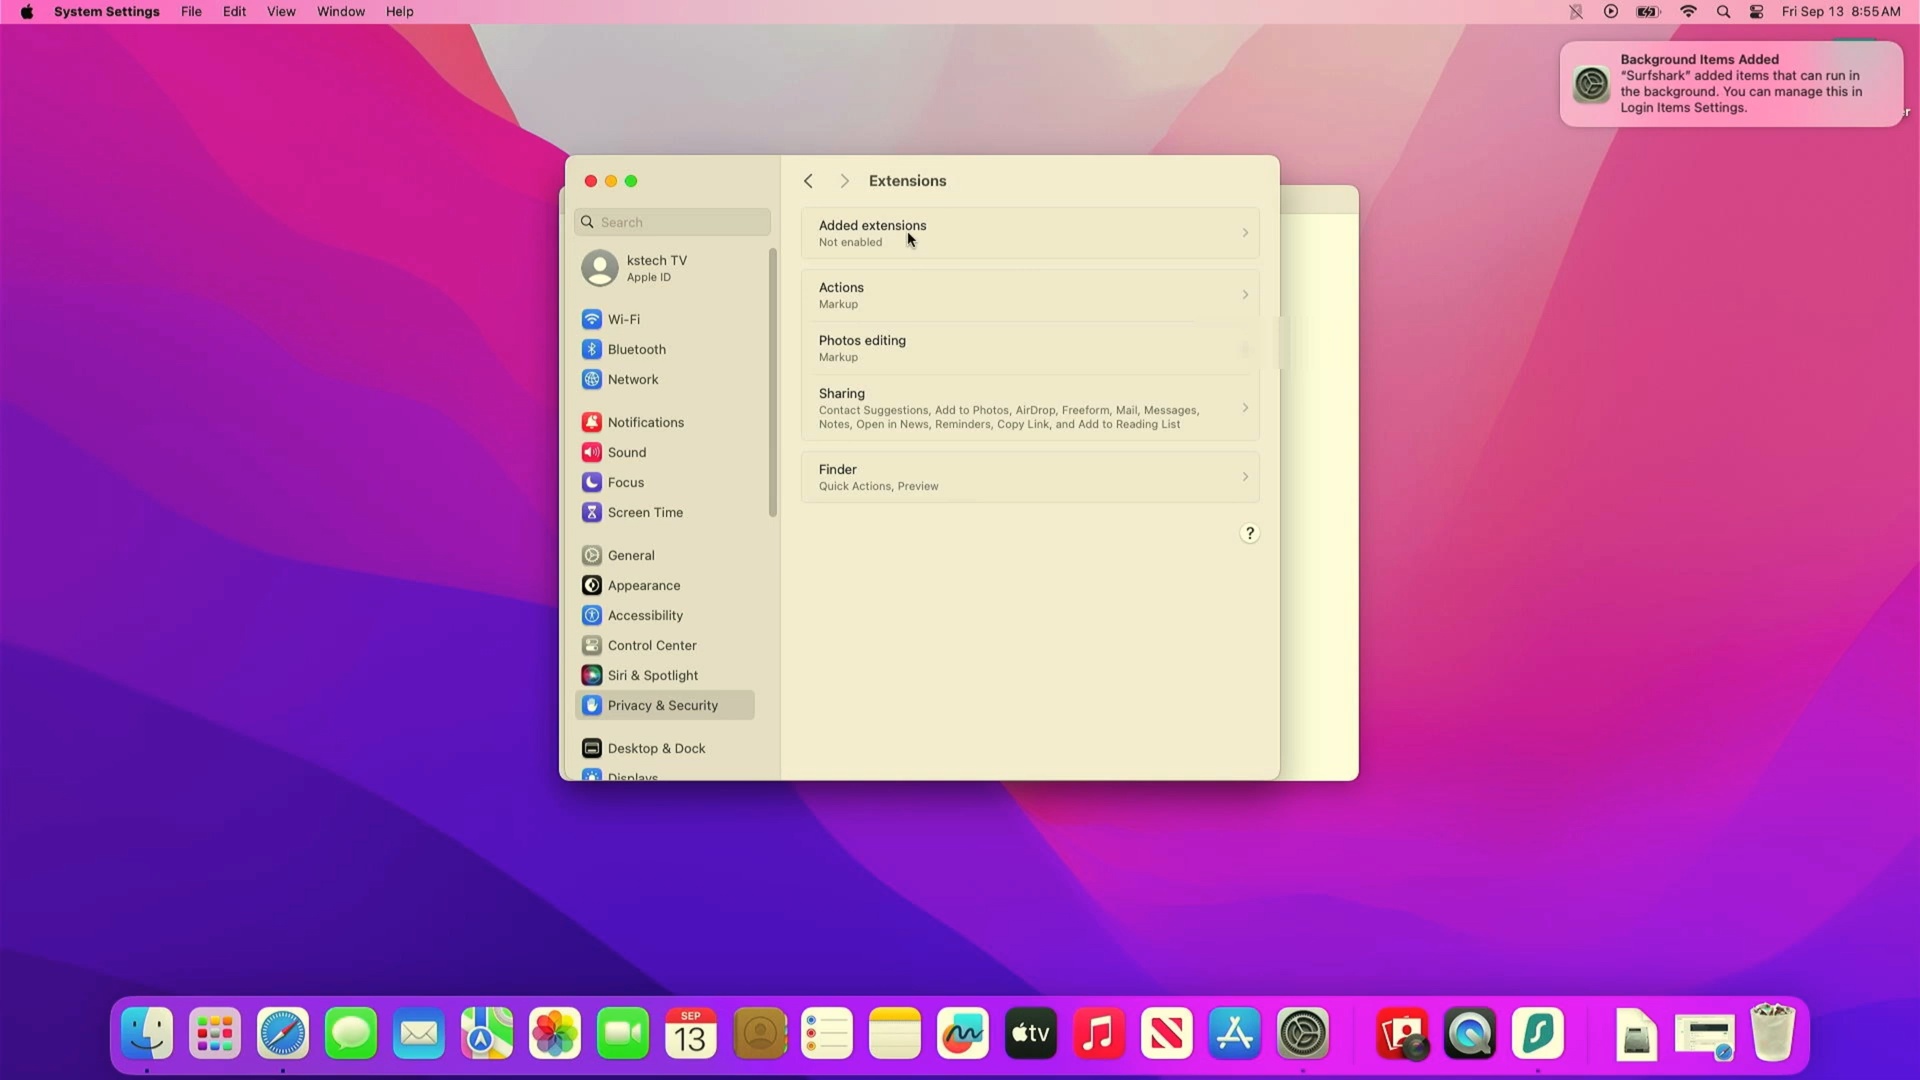 System Settings File Edit View Window Help
Fri Sep 13 8:55AM
Background Items Added
"Surfshark" added items that can run in
the background. You can manage this in
Login Items Settings.
Extensions
Search
kstech TV
Apple ID
Wi-Fi
Bluetooth
Network
Notifications
Sound
Focus
Screen Time
General
Appearance
Accessibility
Control Center
Siri & Spotlight
Privacy & Security
Desktop & Dock
Displays
Added extensions
Not enabled
Actions
Markup
Photos editing
Markup
Sharing
Contact Suggestions, Add to Photos, AirDrop, Freeform, Mail, Messages,
Notes, Open in News, Reminders, Copy Link, and Add to Reading List
Finder
Quick Actions, Preview
?
SEP
13
tv